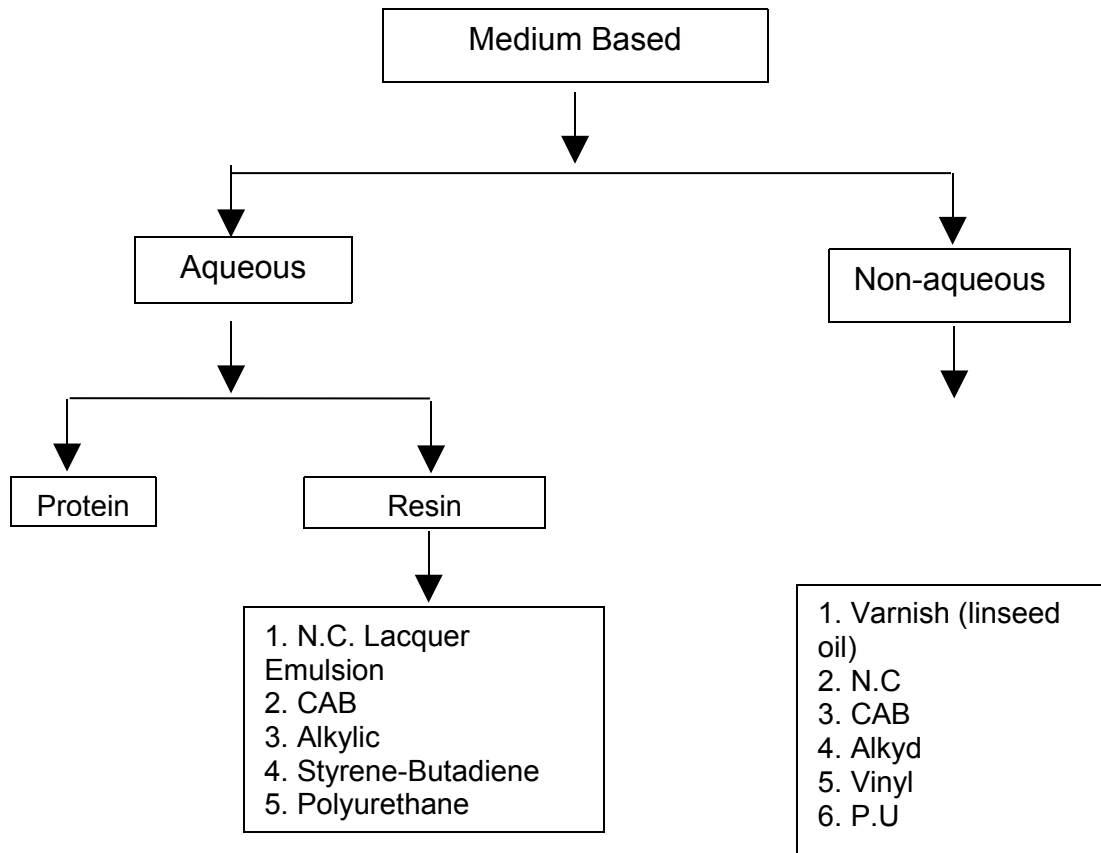 Medium Based
Aqueous
Non-aqueous
Protein
Resin
1. N.C. Lacquer
Emulsion
2. CAB
3. Alkylic
4. Styrene-Butadiene
5. Polyurethane
1. Varnish (linseed
oil)
2. N.C
3. CAB
4. Alkyd
5. Vinyl
6. P.U